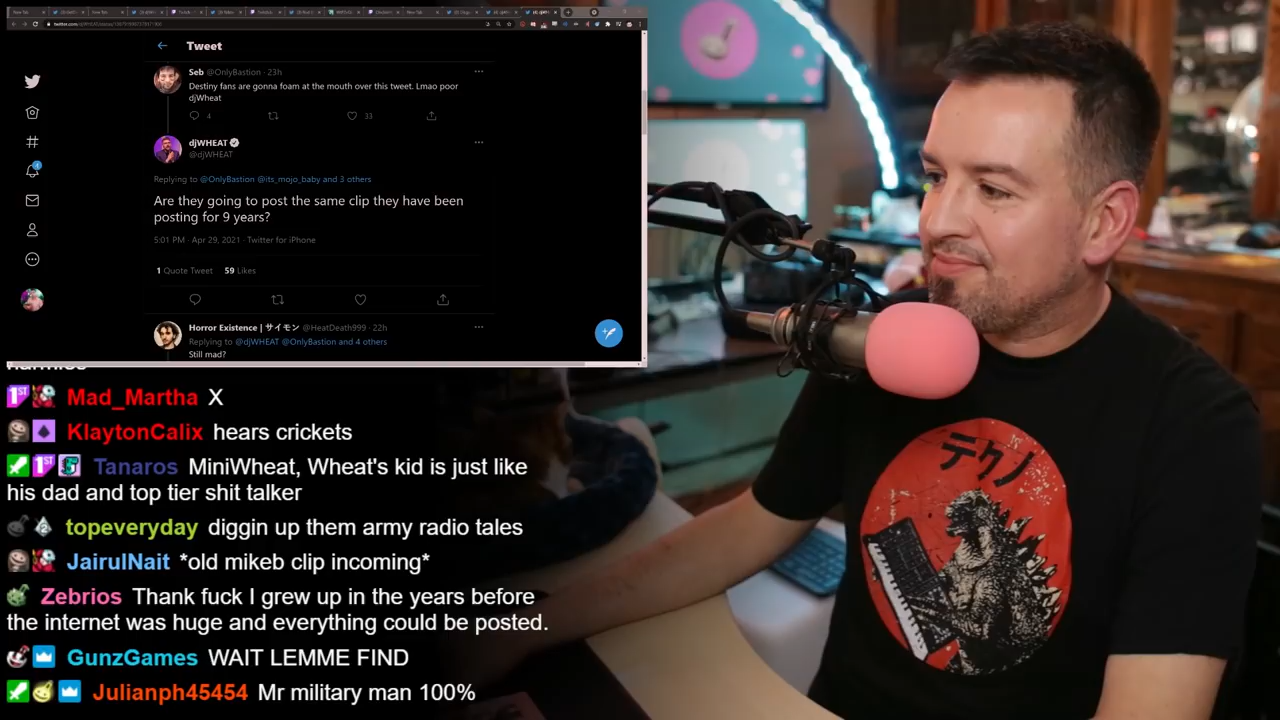 Tweet
Seb @OnlyBastion · 23h
Destiny fans are gonna foam at the mouth over this tweet. Lmao poor
djWheat
4
33
djWHEAT
@djWHEAT
Replying to @OnlyBastion @its_mojo_baby and 3 others
Are they going to post the same clip they have been
posting for 9 years?
5:01 PM · Apr 29, 2021 · Twitter for iPhone
1 Quote Tweet 59 Likes
Horror Existence | サイモン @HeatDeath999 · 22h
Replying to @djWHEAT @OnlyBastion and 4 others
Still mad?
Mad_Martha X
KlaytonCalix hears crickets
Tanaros MiniWheat, Wheat's kid is just like
his dad and top tier shit talker
topeveryday diggin up them army radio tales
JairulNait *old mikeb clip incoming*
Zebrios Thank fuck I grew up in the years before
the internet was huge and everything could be posted.
GunzGames WAIT LEMME FIND
Julianph45454 Mr military man 100%
テクノ